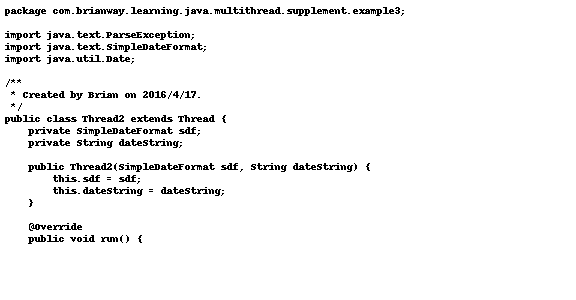 package com.brianway.learning.java.multithread.supplement.example3;

import java.text.ParseException;
import java.text.SimpleDateFormat;
import java.util.Date;

/**
 * Created by Brian on 2016/4/17.
 */
public class Thread2 extends Thread {
    private SimpleDateFormat sdf;
    private String dateString;

    public Thread2(SimpleDateFormat sdf, String dateString) {
        this.sdf = sdf;
        this.dateString = dateString;
    }

    @Override
    public void run() {